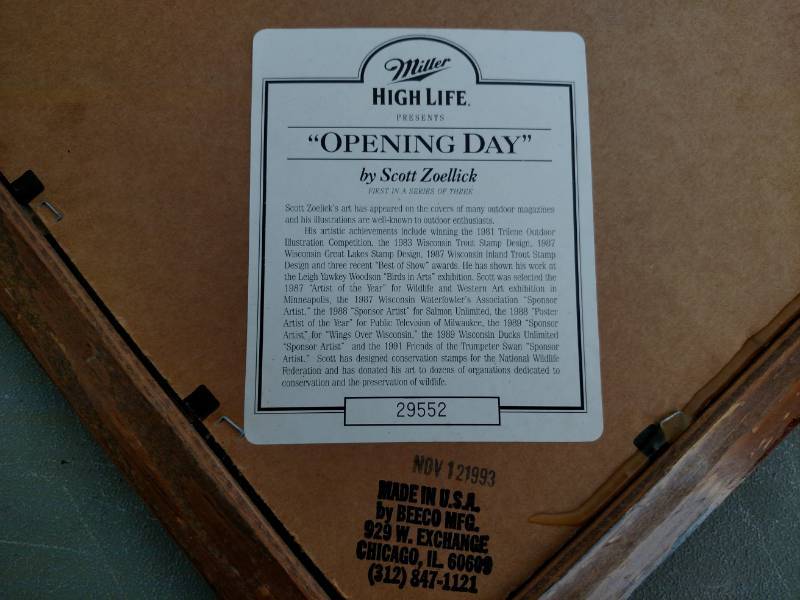 Miller
HIGH LIFE.
PRESENTS
"OPENING DAY"
by Scott Zoellick
FIRST IN A SERIES OF THREE
Scott Zoelick's art has appeared on the covers of many outdoor magazines
and his illustrations are well-known to outdoor enthusiasts.
His artistic achievements include winning the 1981 Trilene Outdoor
Illustration Competition, the 1983 Wisconsin Trout Stamp Design, 1987
Wisconsin Great Lakes Stamp Design, 1987 Wisconsin Inland Trout Stamp
Design and three recent "Best of Show" awards. He has shown his work at
the Leigh Yawkey Woodson "Birds in Arts" exhibition. Scott was selected the
1987 "Artist of the Year" for Wildlife and Western Art exhibition in
Minneapolis, the 1987 Wisconsin Waterfowler's Association "Sponsor
Artist," the 1988 "Sponsor Artist" for Salmon Unlimited, the 1988 "Poster
Artist of the Year" for Public Television of Milwaukee, the 1989 "Sponsor
Artist" for "Wings Over Wisconsin," the 1989 Wisconsin Ducks Unlimited
"Sponsor Artist" and the 1991 Friends of the Trumpeter Swan "Sponsor
Artist." Scott has designed conservation stamps for the National Wildlife
Federation and has donated his art to dozens of organations dedicated to
conservation and the preservation of wildlife.
29552
NOV 121993
MADE IN U.S.A.
by BEECO MFG.
929 W. EXCHANGE
CHICAGO, IL. 60609
(312) 847-1121